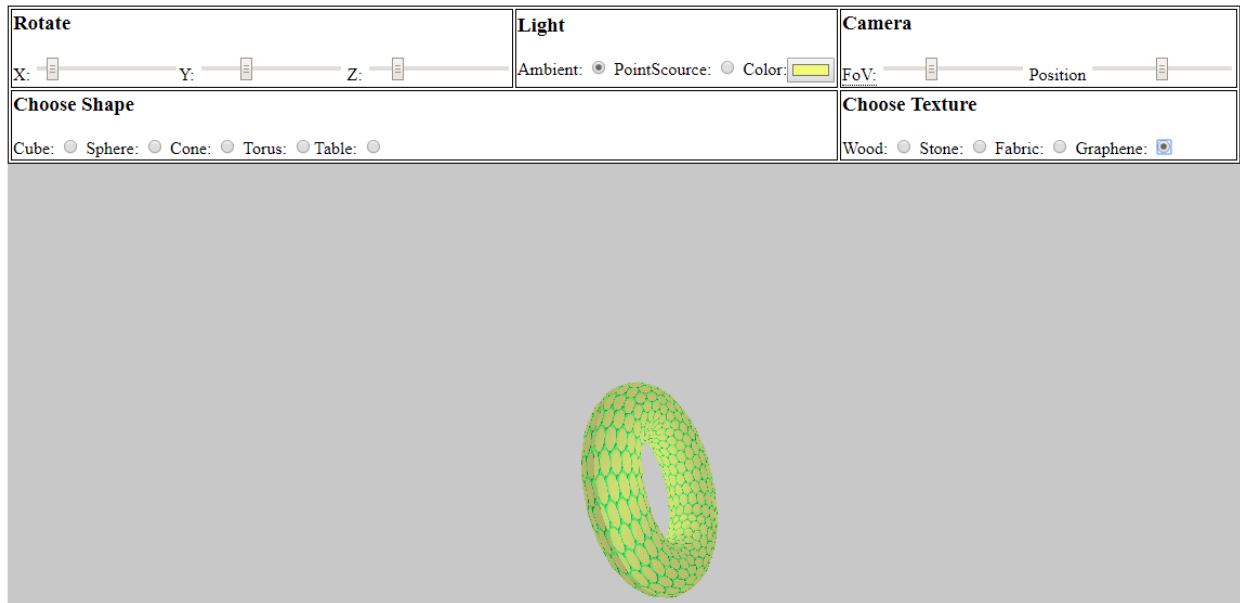 Rotate
X: Y: Z:
Light
Ambient: PointScource: Color:
Camera
FoV: Position
Choose Shape
Cube: Sphere: Cone: Torus: Table:
Choose Texture
Wood: Stone: Fabric: Graphene: